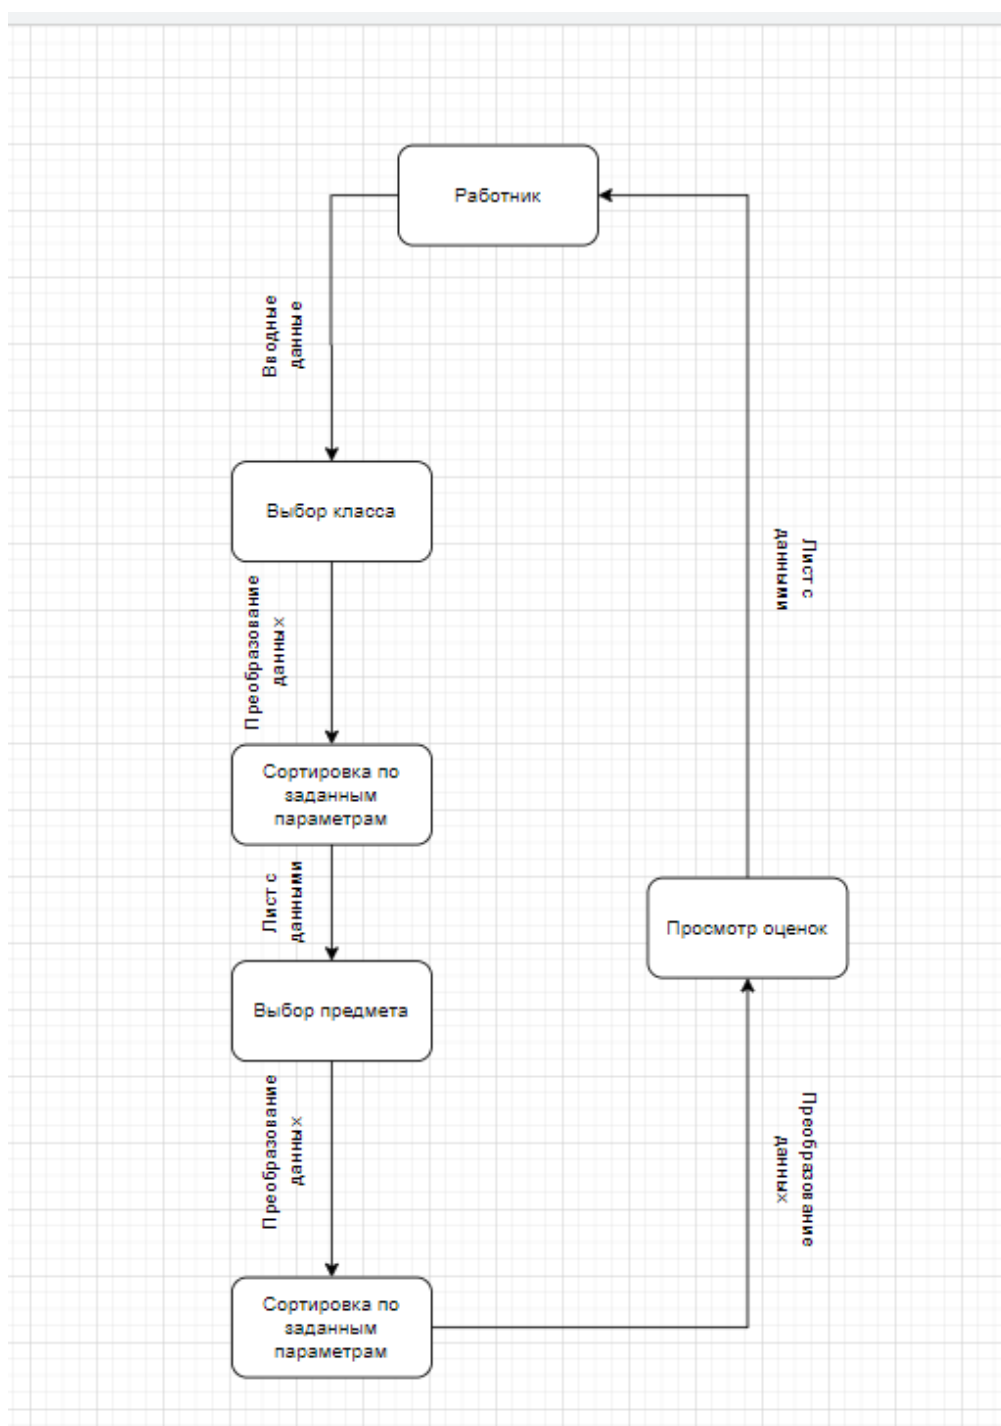 Работник
Вводные
данные
Выбор класса
Преобразование
данных
Сортировка по
заданным
параметрам
Лист с
данными
Выбор предмета
Преобразование
данных
Сортировка по
заданным
параметрам
Преобразование
данных
Просмотр оценок
Лист с
данными